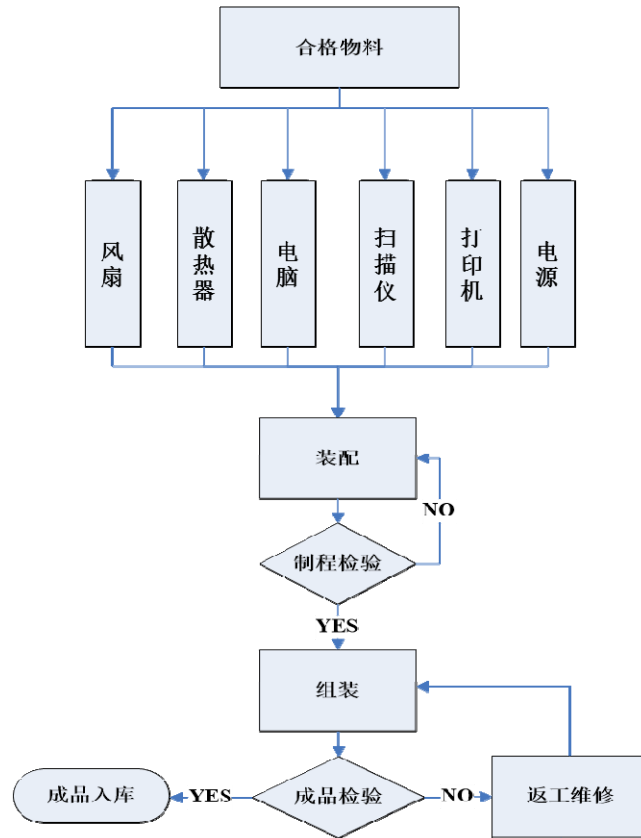 合格物料
风扇
散热器
电脑
扫描仪
打印机
电源
装配
NO
制程检验
YES
组装
成品入库
YES
成品检验
NO
返工维修